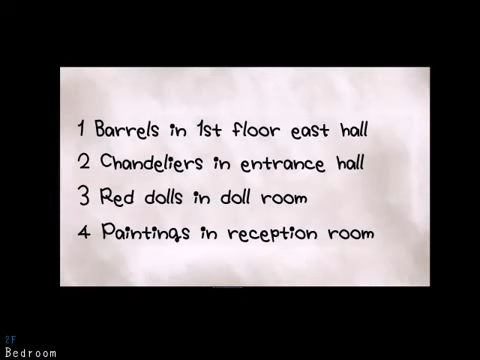 1 Barrels in 1st floor east hall
2 Chandeliers in entrance hall
3 Red dolls in doll room
4 Paintings in reception room
2F
Bedroom